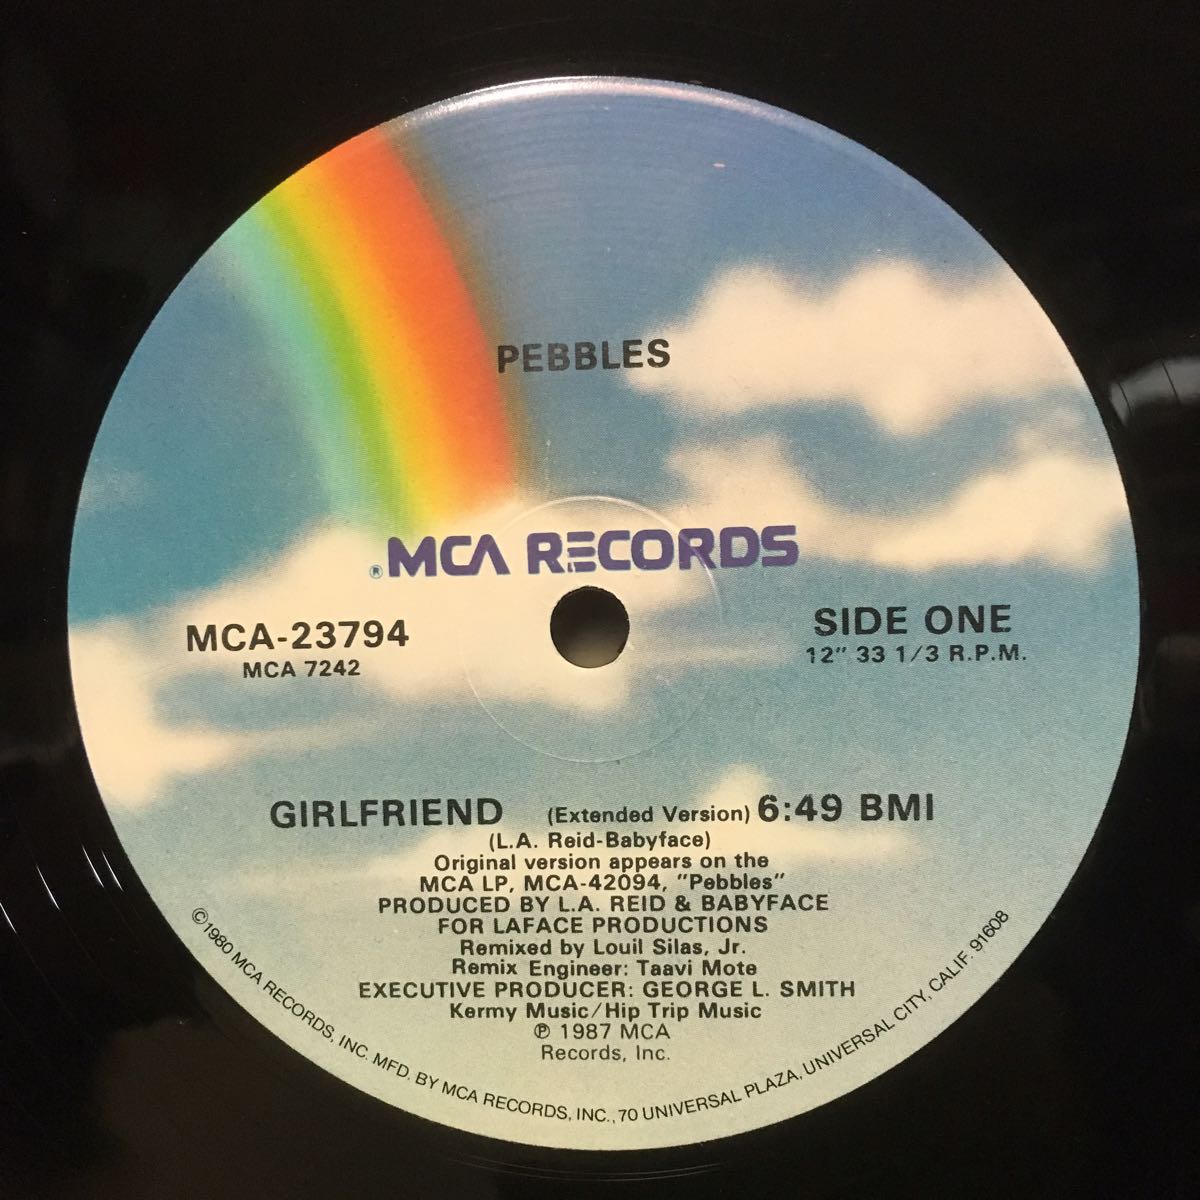 PEBBLES
®MCA RECORDS
MCA-23794
MCA 7242
SIDE ONE
12" 33 1/3 R.P.M.
GIRLFRIEND (Extended Version) 6:49 BMI
(L.A. Reid-Babyface)
Original version appears on the
MCA LP, MCA-42094, "Pebbles"
PRODUCED BY L.A. REID & BABYFACE
FOR LAFACE PRODUCTIONS
Remixed by Louil Silas, Jr.
Remix Engineer: Taavi Mote
EXECUTIVE PRODUCER: GEORGE L. SMITH
Kermy Music/Hip Trip Music
℗ 1987 MCA
Records, Inc.
©1980 MCA RECORDS, INC. MFD. BY MCA RECORDS, INC., 70 UNIVERSAL PLAZA, UNIVERSAL CITY, CALIF. 91608